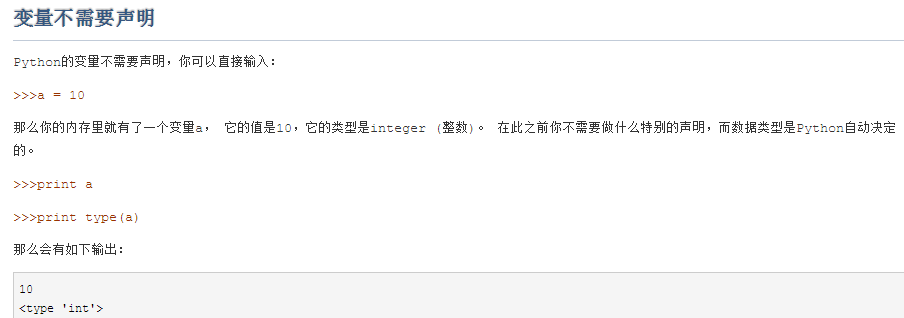 变量不需要声明
Python的变量不需要声明，你可以直接输入：
>>>a = 10
那么你的内存里就有了一个变量a， 它的值是10，它的类型是integer (整数)。 在此之前你不需要做什么特别的声明，而数据类型是Python自动决定
的。
>>>print a
>>>print type(a)
那么会有如下输出：
10
<type 'int'>